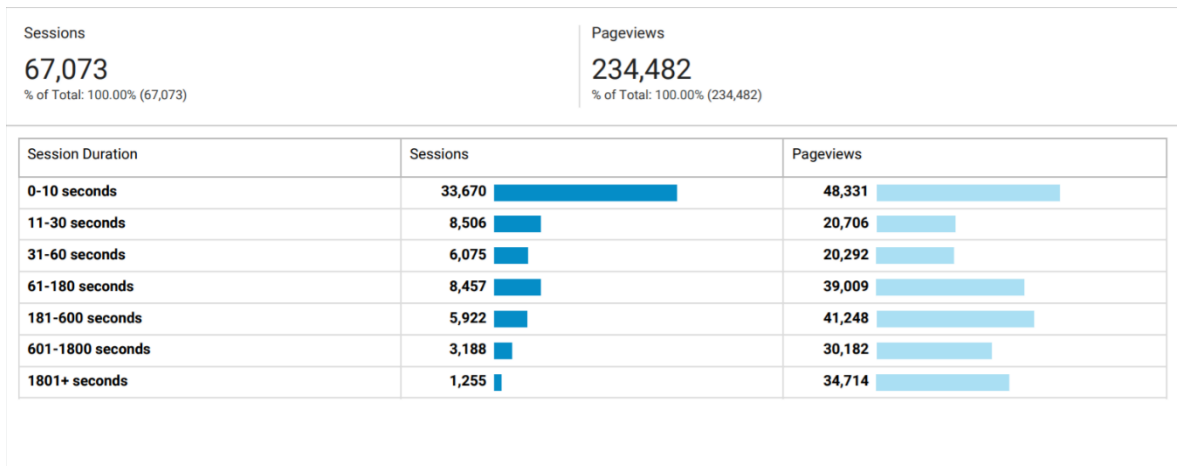 Sessions
67,073
% of Total: 100.00% (67,073)
Pageviews
234,482
% of Total: 100.00% (234,482)
Session Duration Sessions Pageviews
0-10 seconds 33,670 48,331
11-30 seconds 8,506 20,706
31-60 seconds 6,075 20,292
61-180 seconds 8,457 39,009
181-600 seconds 5,922 41,248
601-1800 seconds 3,188 30,182
1801+ seconds 1,255 34,714